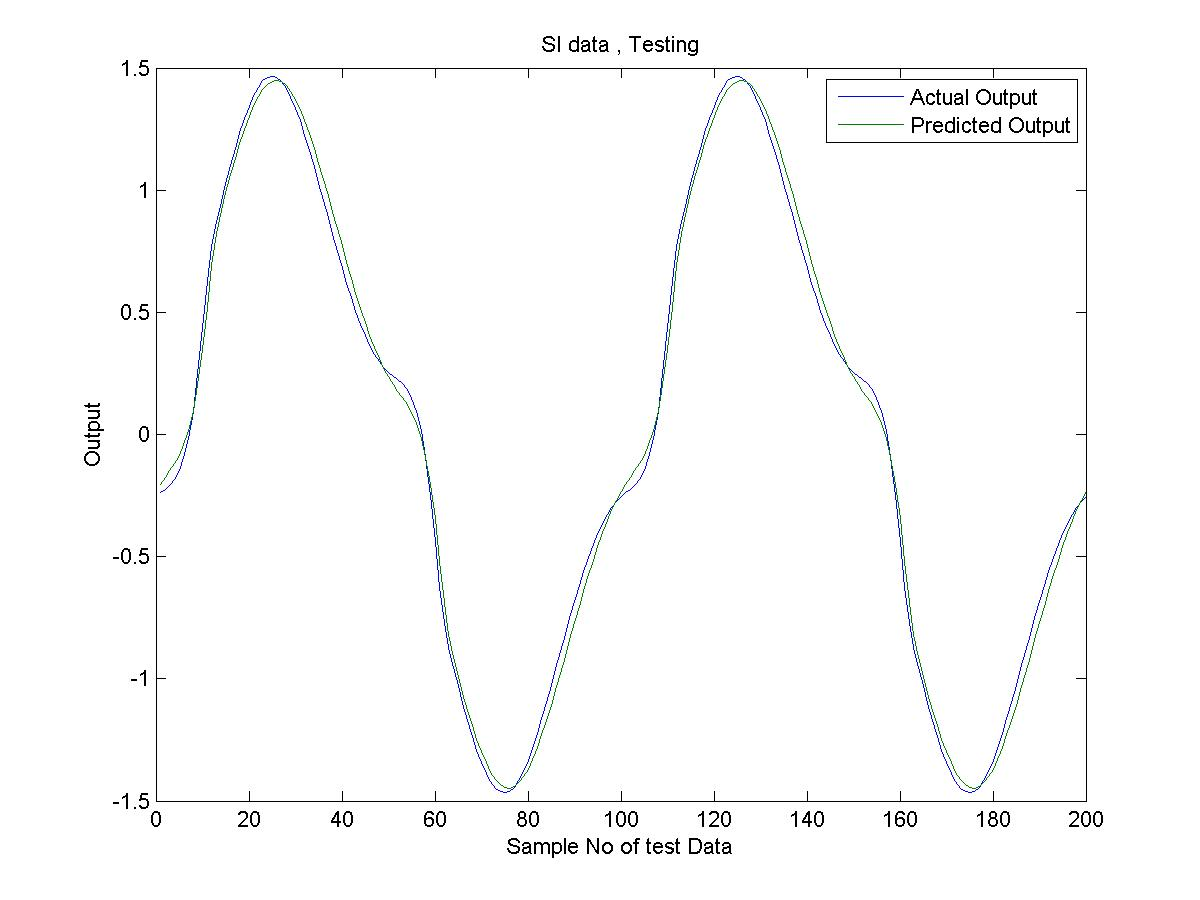 SI data , Testing
1.5
1
0.5
0
-0.5
-1
-1.5
Output
Actual Output
Predicted Output
0 20 40 60 80 100 120 140 160 180 200
Sample No of test Data